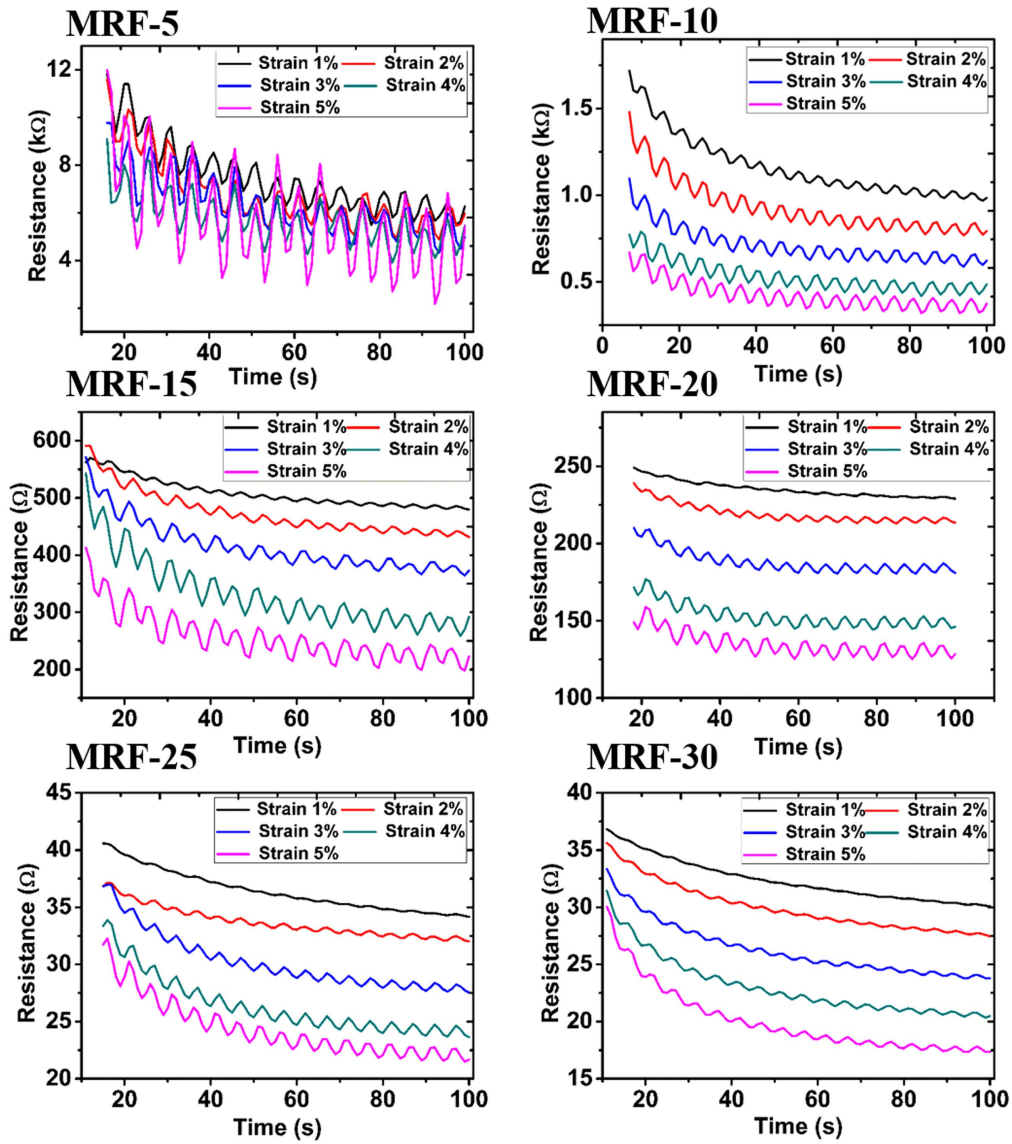 MRF-5
Strain 1% Strain 2%
Strain 3% Strain 4%
Strain 5%
Resistance (kΩ)
12
8
4
20 40 60 80 100
Time (s)
MRF-10
Strain 1% Strain 2%
Strain 3% Strain 4%
Strain 5%
Resistance (kΩ)
1.5
1.0
0.5
0 20 40 60 80 100
Time (s)
MRF-15
Strain 1% Strain 2%
Strain 3% Strain 4%
Strain 5%
Resistance (Ω)
600
500
400
300
200
20 40 60 80 100
Time (s)
MRF-20
Strain 1% Strain 2%
Strain 3% Strain 4%
Strain 5%
Resistance (Ω)
250
200
150
100
20 40 60 80 100
Time (s)
MRF-25
Strain 1% Strain 2%
Strain 3% Strain 4%
Strain 5%
Resistance (Ω)
45
40
35
30
25
20
20 40 60 80 100
Time (s)
MRF-30
Strain 1% Strain 2%
Strain 3% Strain 4%
Strain 5%
Resistance (Ω)
40
35
30
25
20
15
20 40 60 80 100
Time (s)